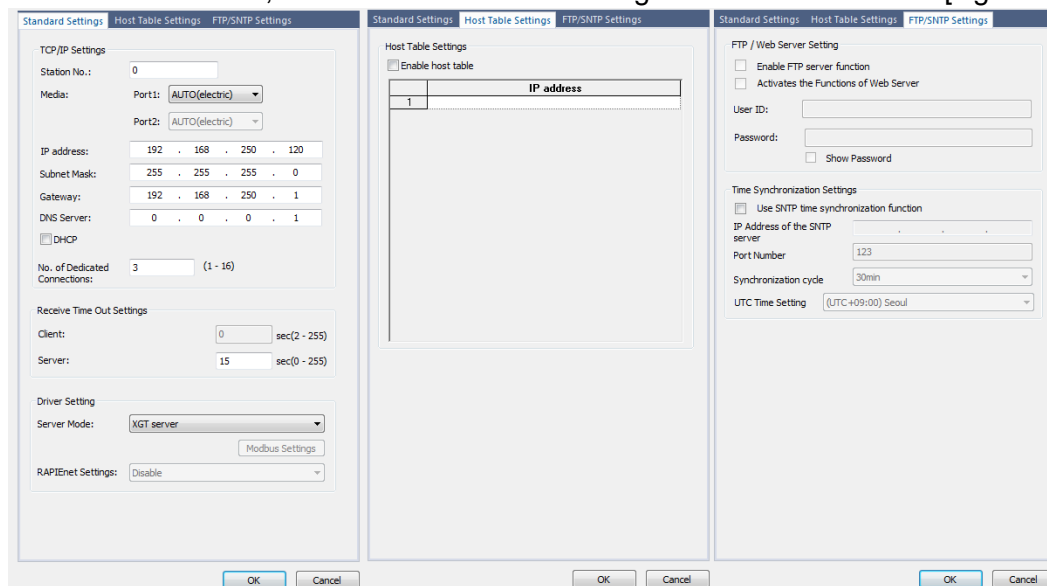 Standard Settings Host Table Settings FTP/SNTP Settings
TCP/IP Settings
Station No.: 0
Media: Port1: AUTO(electric)
Port2: AUTO(electric)
IP address: 192 . 168 . 250 . 120
Subnet Mask: 255 . 255 . 255 . 0
Gateway: 192 . 168 . 250 . 1
DNS Server: 0 . 0 . 0 . 1
DHCP
No. of Dedicated
Connections: 3 (1 - 16)
Receive Time Out Settings
Client: 0 sec(2 - 255)
Server: 15 sec(0 - 255)
Driver Setting
Server Mode: XGT server
Modbus Settings
RAPIEnet Settings: Disable
OK Cancel
Standard Settings Host Table Settings FTP/SNTP Settings
Host Table Settings
Enable host table
IP address
1
OK Cancel
Standard Settings Host Table Settings FTP/SNTP Settings
FTP / Web Server Setting
Enable FTP server function
Activates the Functions of Web Server
User ID:
Password:
Show Password
Time Synchronization Settings
Use SNTP time synchronization function
IP Address of the SNTP
server . . .
Port Number 123
Synchronization cycle 30min
UTC Time Setting (UTC+09:00) Seoul
OK Cancel